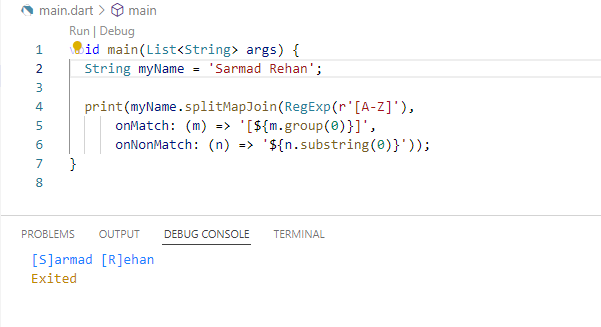 main.dart > main
Run | Debug
1 id main(List<String> args) {
2 String myName = 'Sarmad Rehan';
3
4 print(myName.splitMapJoin(RegExp(r'[A-Z]'),
5 onMatch: (m) => '[${m.group(0)}]',
6 onNonMatch: (n) => '${n.substring(0)}'));
7 }
8
PROBLEMS OUTPUT DEBUG CONSOLE TERMINAL
[S]armad [R]ehan
Exited